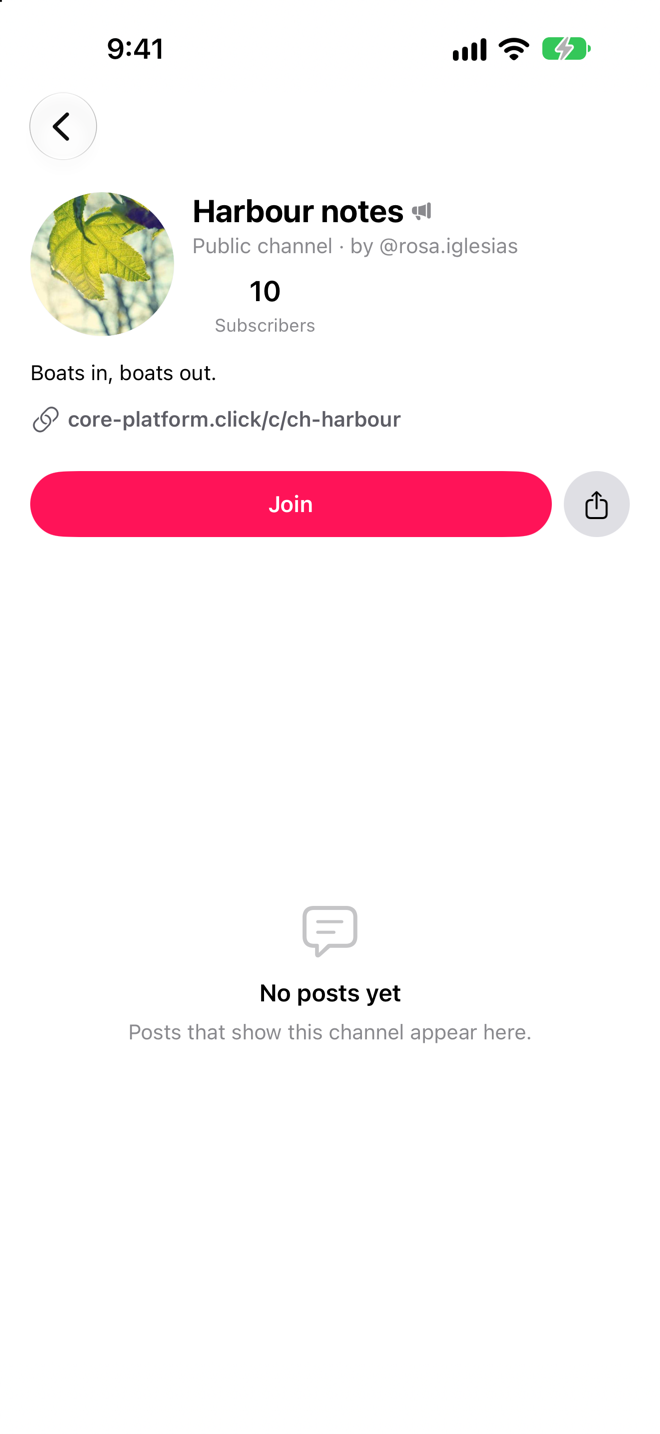 9:41
Harbour notes
Public channel · by @rosa.iglesias
10
Subscribers
Boats in, boats out.
core-platform.click/c/ch-harbour
Join
No posts yet
Posts that show this channel appear here.